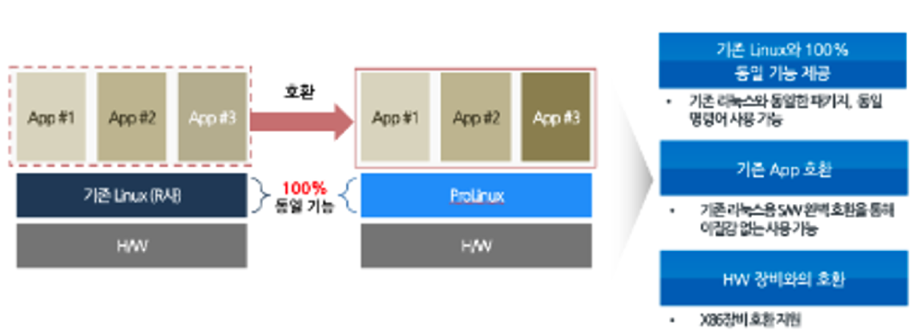 App #1
App #2
App #3
호환
App #1
App #2
App #3
기존 Linux
100%
동일 기능
ProLinux
H/W
H/W
기존 Linux와 100%
동일 기능 제공
• 기존 리눅스와 동일한 패키지, 동일
명령어 사용 가능
기존 App 호환
• 기존 리눅스용 S/W 완벽 호환을 통해
이질감 없는 사용 가능
HW 장비와의 호환
• X86장비 호환 지원